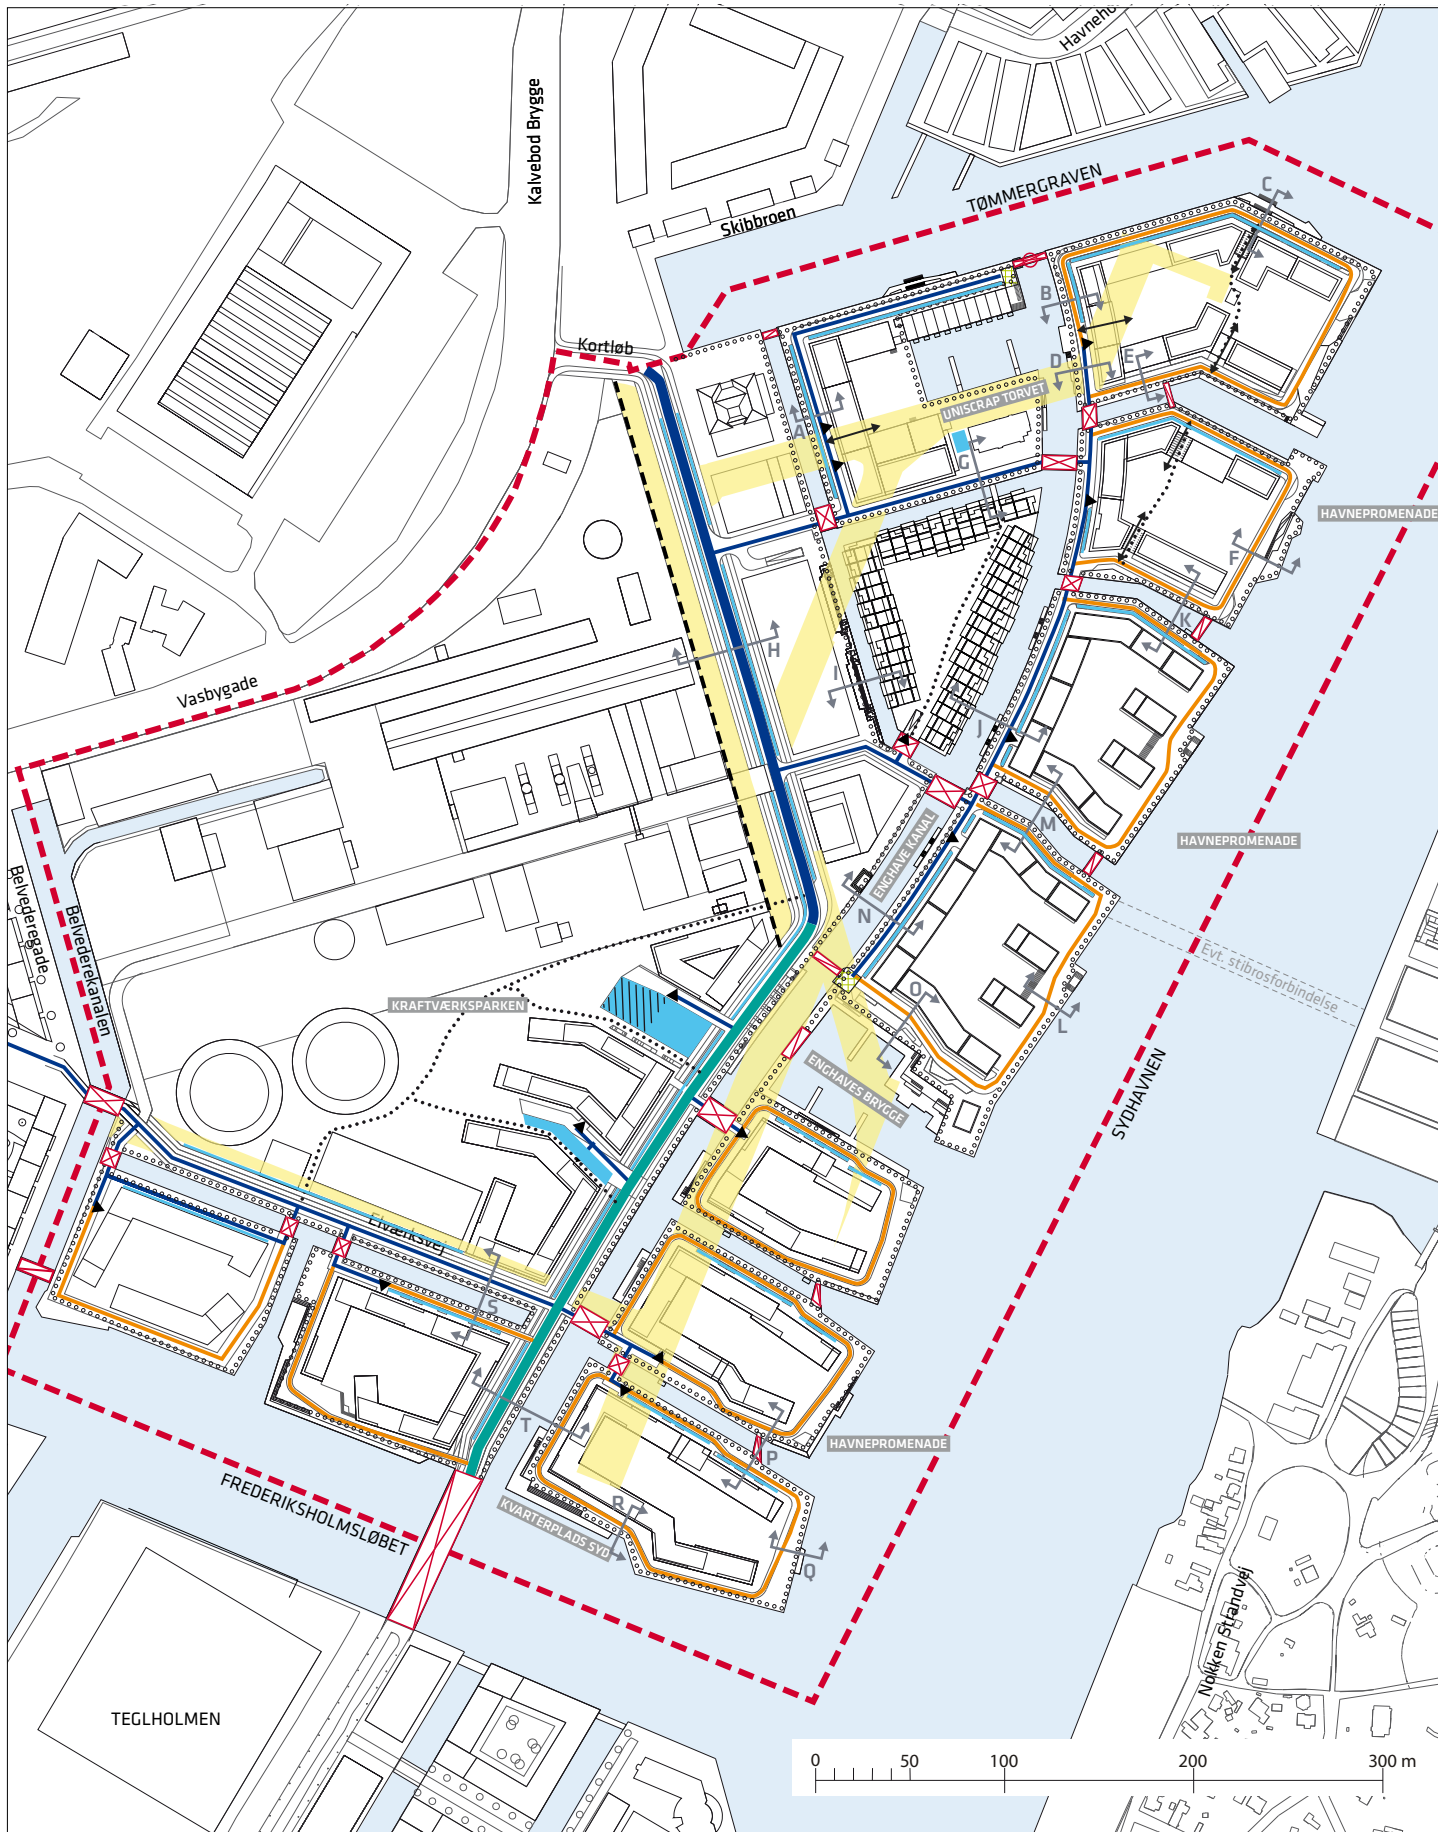 Havneho
Kalvebod Brygge
Skibbroen
TØMMERGRAVEN
C
B
Kortløb
D
E
UNISCRAP TORVET
A
G
HAVNEPROMENADE
F
K
H
I
Vasbygade
J
M
HAVNEPROMENADE
ENGHAVE KANAL
Belvederegade
Belvederekanalen
N
Evt. stibrosforbindelse
KRAFTVÆRKSPARKEN
O
L
ENGHAVES BRYGGE
SYDHAVNEN
Elværksvej
S
T
HAVNEPROMENADE
P
FREDERIKSHOLMSLØBET
R
KVARTERPLADS SYD
Q
Nokken Strandvej
TEGLHOLMEN
0 50 100 200 300 m